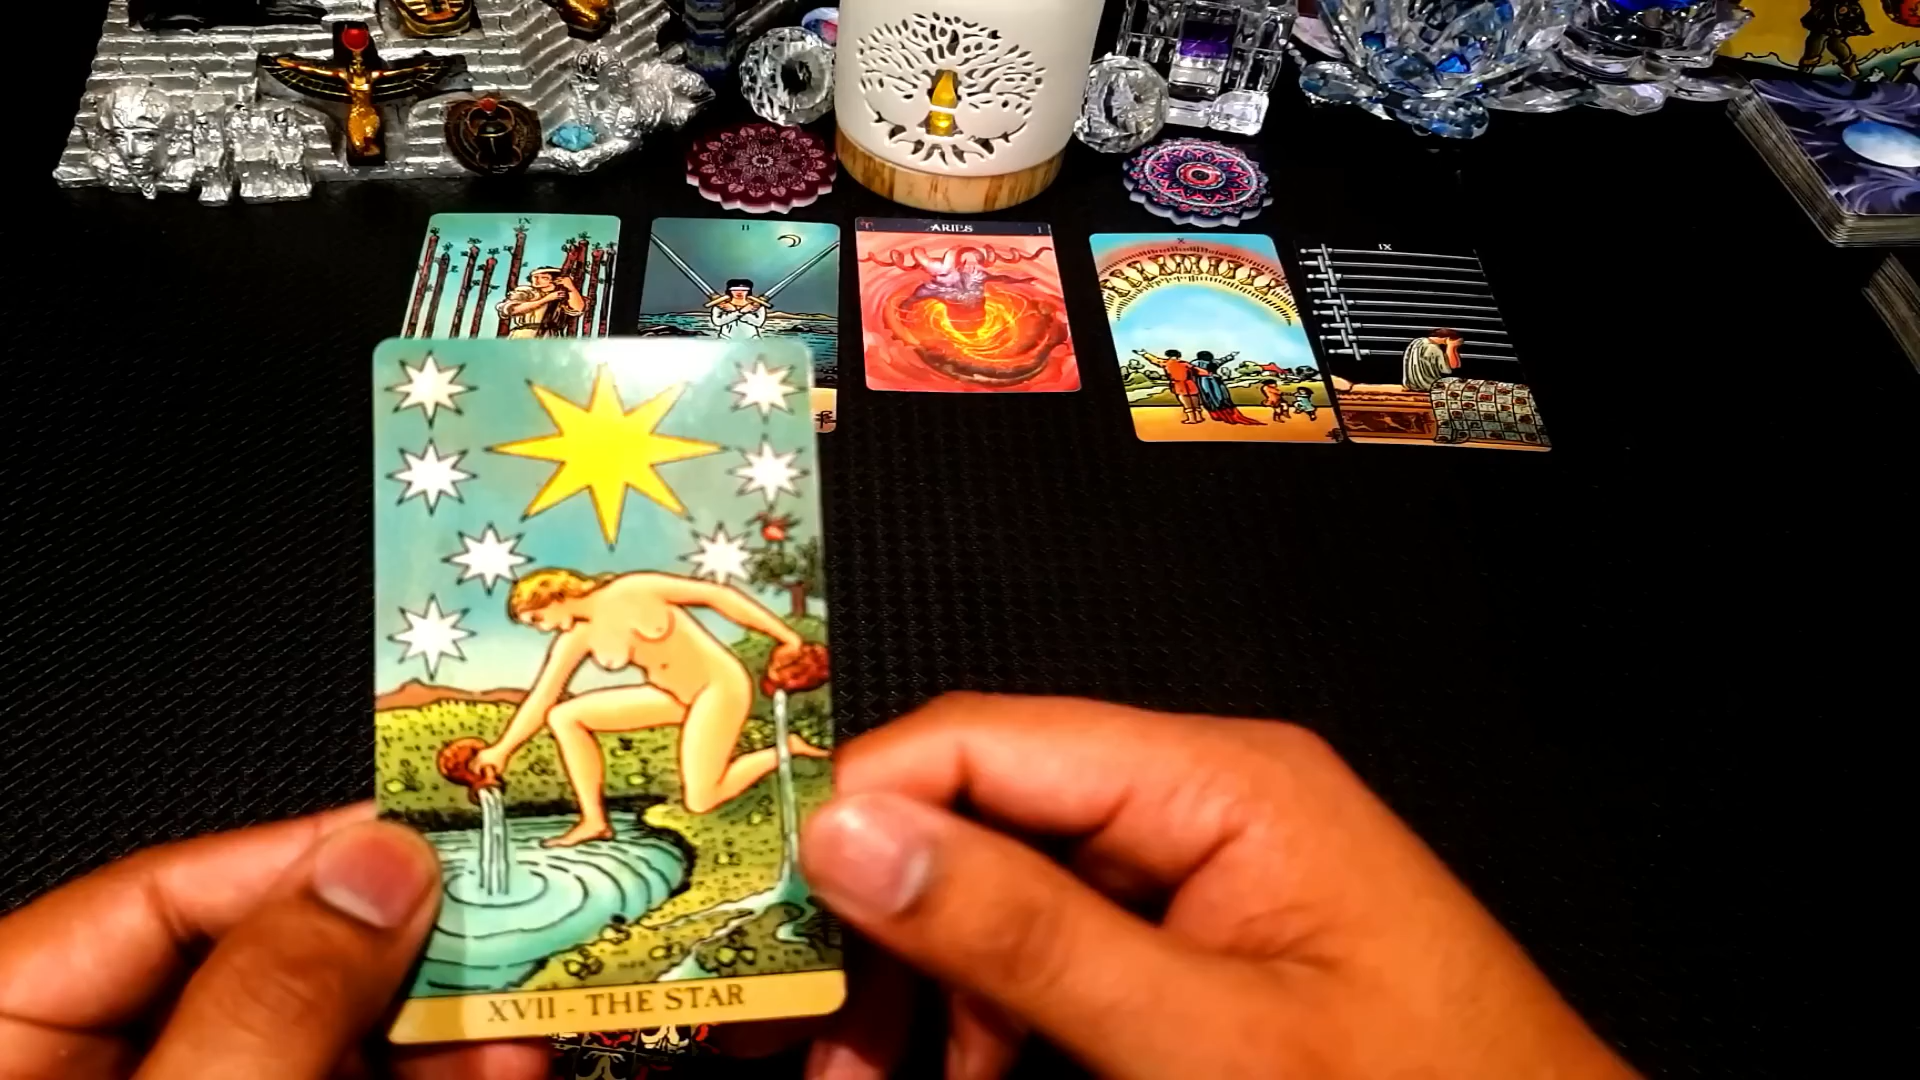 IX
II
ARIES I
X
IX
XVII - THE STAR